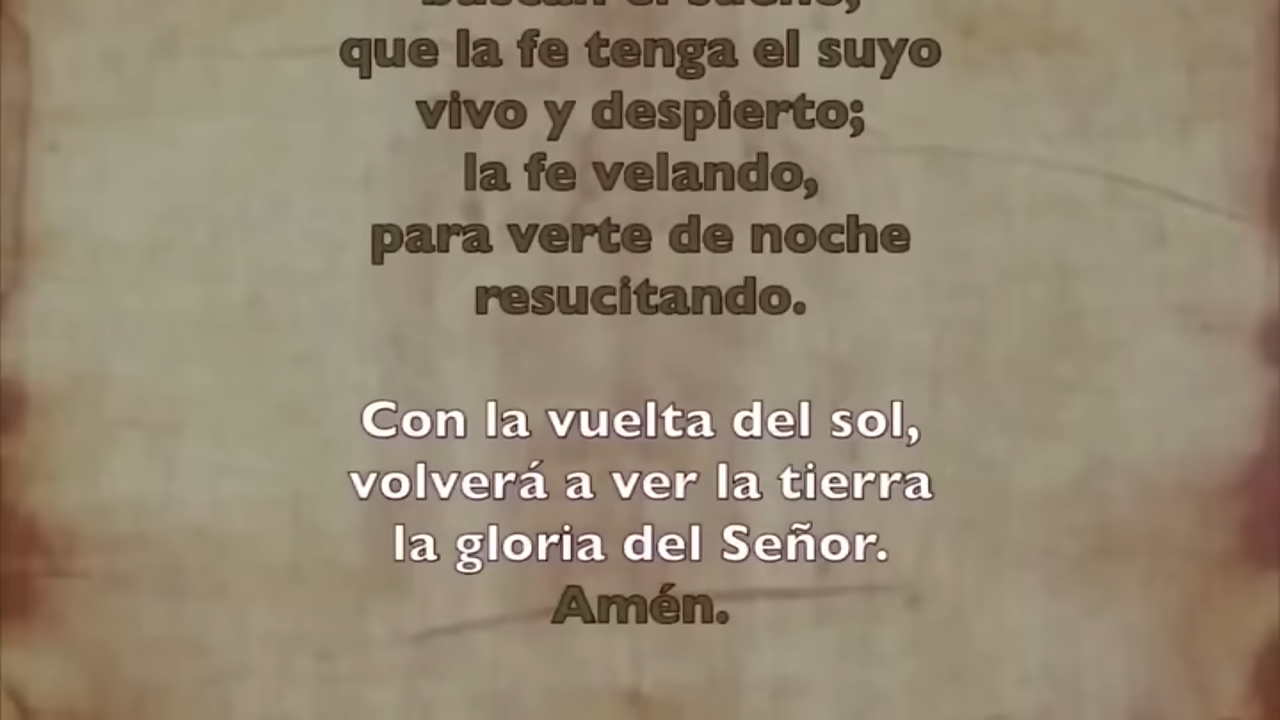 que la fe tenga el suyo
vivo y despierto;
la fe velando,
para verte de noche
resucitando.
Con la vuelta del sol,
volverá a ver la tierra
la gloria del Señor.
Amén.